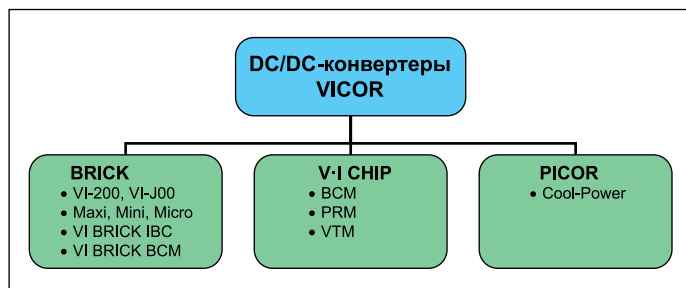 DC/DC-конвертеры
VICOR
BRICK
• VI-200, VI-J00
• Maxi, Mini, Micro
• VI BRICK IBC
• VI BRICK BCM
V·I CHIP
• BCM
• PRM
• VTM
PICOR
• Cool-Power